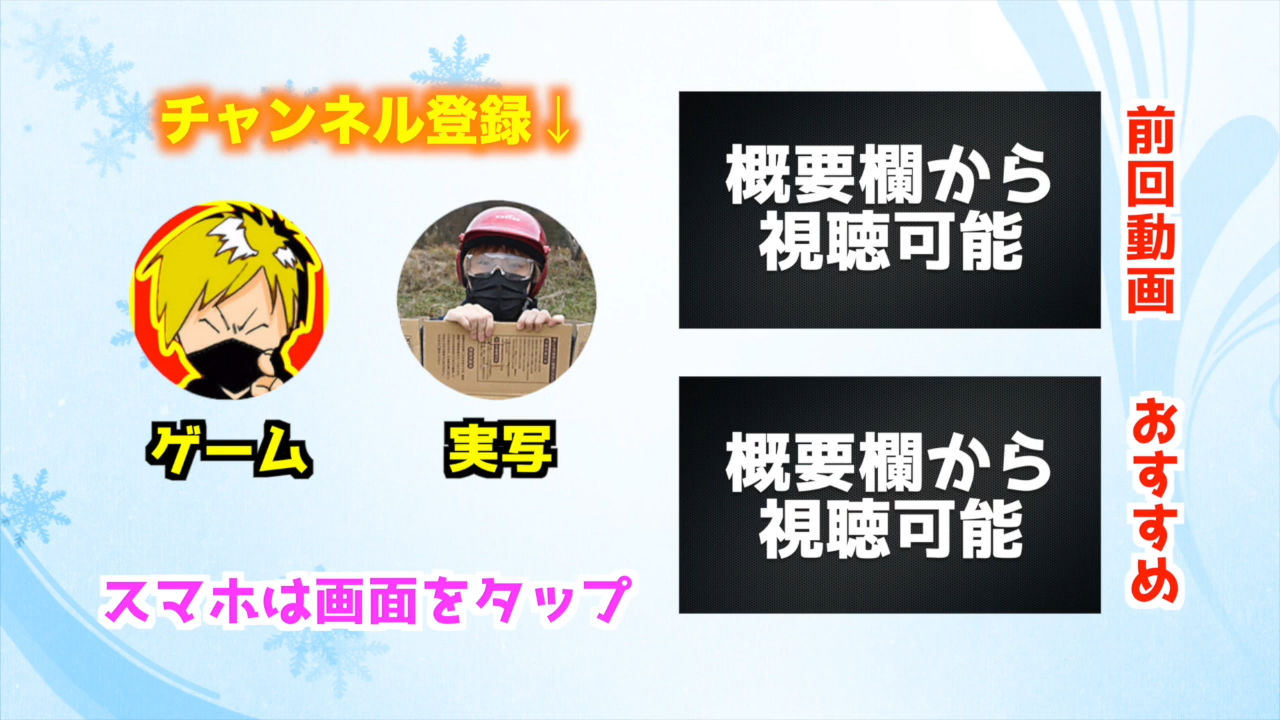 チャンネル登録↓
ゲーム
実写
スマホは画面をタップ
概要欄から
視聴可能
前回動画
概要欄から
視聴可能
おすすめ